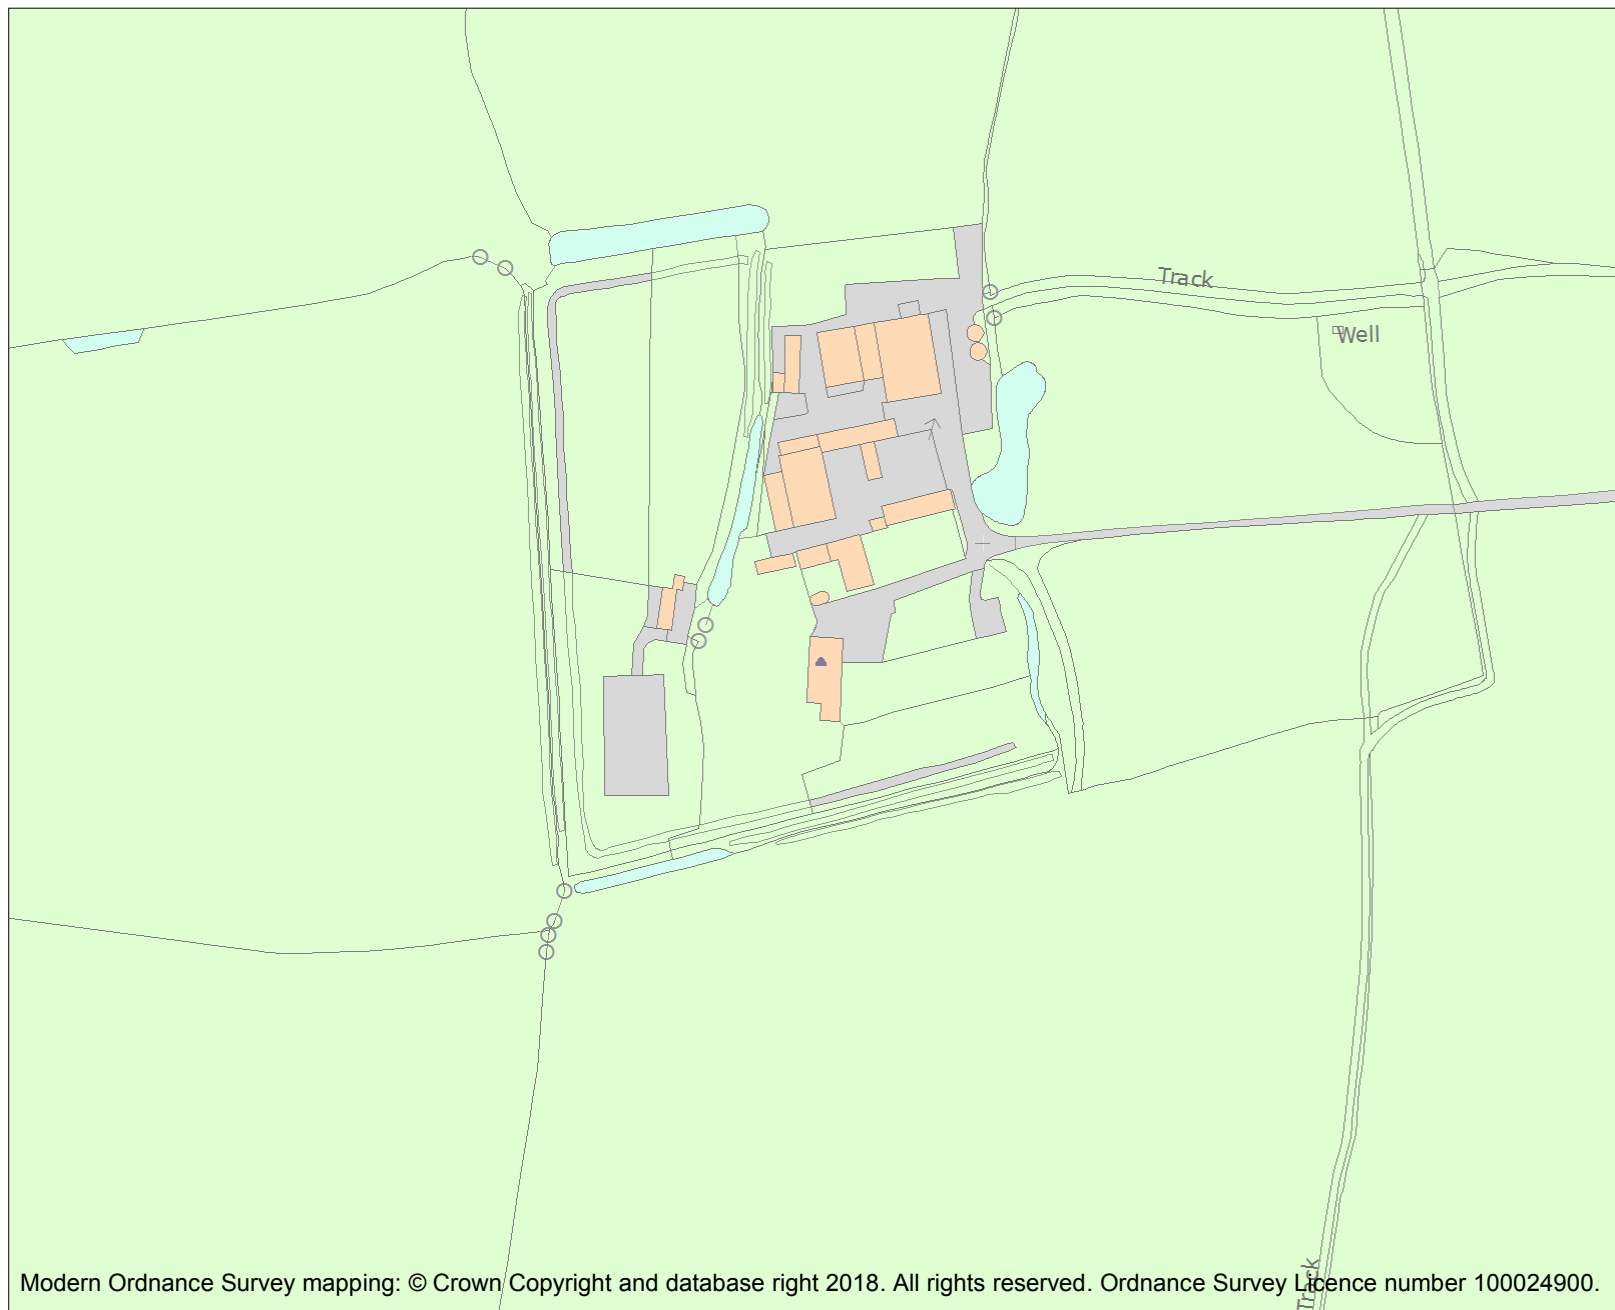 Track
Well
Track
Modern Ordnance Survey mapping: © Crown Copyright and database right 2018. All rights reserved. Ordnance Survey Licence number 100024900.